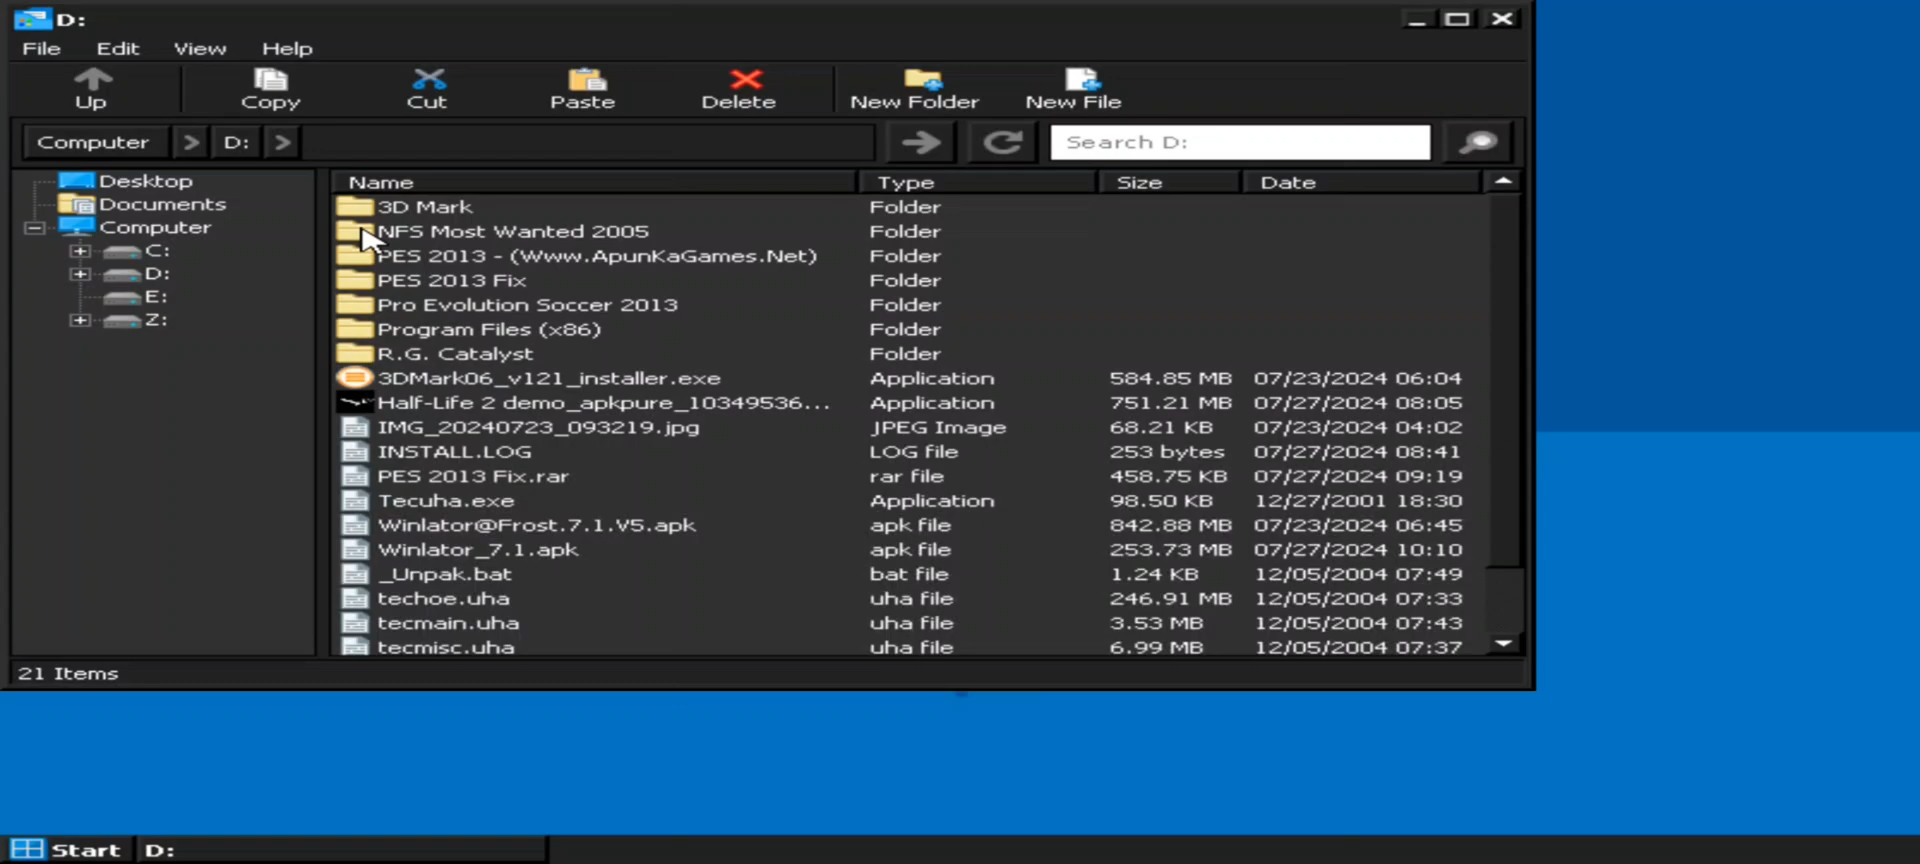 D:
File Edit View Help
Up Copy Cut Paste Delete New Folder New File
Computer > D: > Search D:
Desktop
Documents
Computer
C:
D:
E:
Z:
Name Type Size Date
3D Mark Folder
NFS Most Wanted 2005 Folder
PES 2013 - (Www.ApunKaGames.Net) Folder
PES 2013 Fix Folder
Pro Evolution Soccer 2013 Folder
Program Files (x86) Folder
R.G. Catalyst Folder
3DMark06_v121_installer.exe Application 584.85 MB 07/23/2024 06:04
Half-Life 2 demo_apkpure_10349536... Application 751.21 MB 07/27/2024 08:05
IMG_20240723_093219.jpg JPEG Image 68.21 KB 07/23/2024 04:02
INSTALL.LOG LOG file 253 bytes 07/27/2024 08:41
PES 2013 Fix.rar rar file 458.75 KB 07/27/2024 09:19
Tecuha.exe Application 98.50 KB 12/27/2001 18:30
Winlator@Frost.7.1.V5.apk apk file 842.88 MB 07/23/2024 06:45
Winlator_7.1.apk apk file 253.73 MB 07/27/2024 10:10
_Unpak.bat bat file 1.24 KB 12/05/2004 07:49
techoe.uha uha file 246.91 MB 12/05/2004 07:33
tecmain.uha uha file 3.53 MB 12/05/2004 07:43
tecmisc.uha uha file 6.99 MB 12/05/2004 07:37
21 Items
Start D: